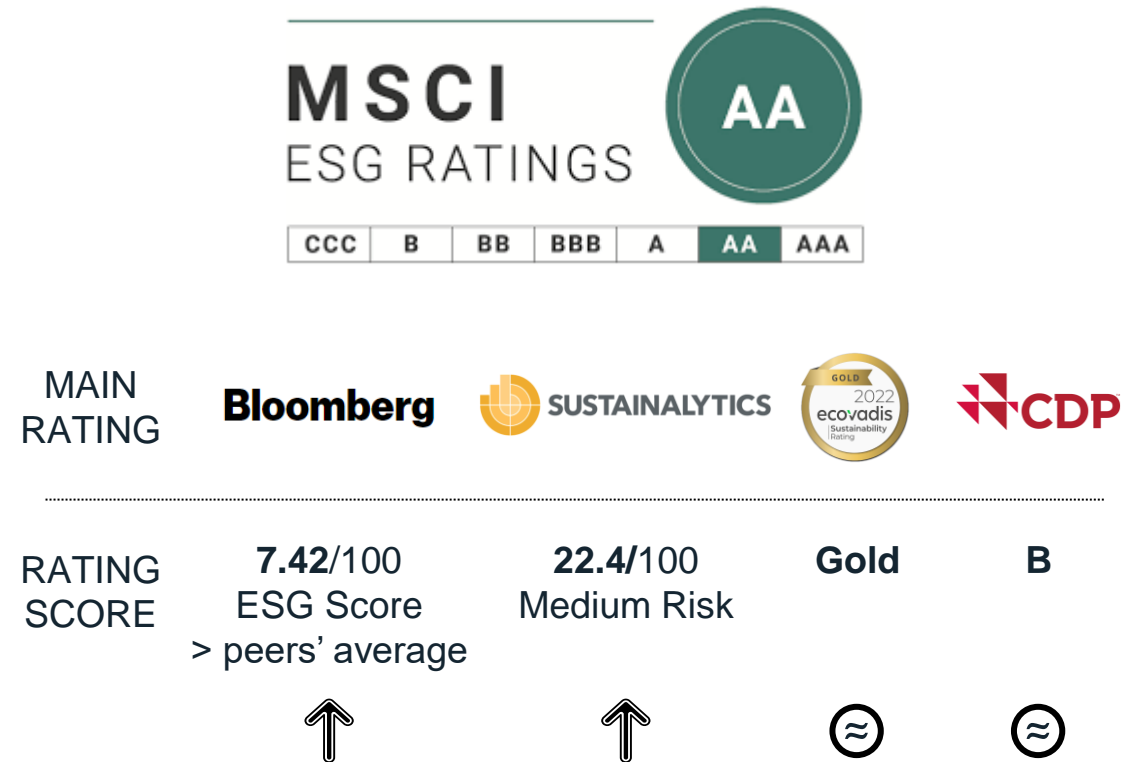 MSCI
ESG RATINGS
AA
CCC B BB BBB A AA AAA
MAIN
RATING
Bloomberg
SUSTAINALYTICS
GOLD
2022
ecovadis
Sustainability
Rating
CDP
RATING
SCORE
7.42/100
ESG Score
> peers’ average
22.4/100
Medium Risk
Gold
B
≈
≈